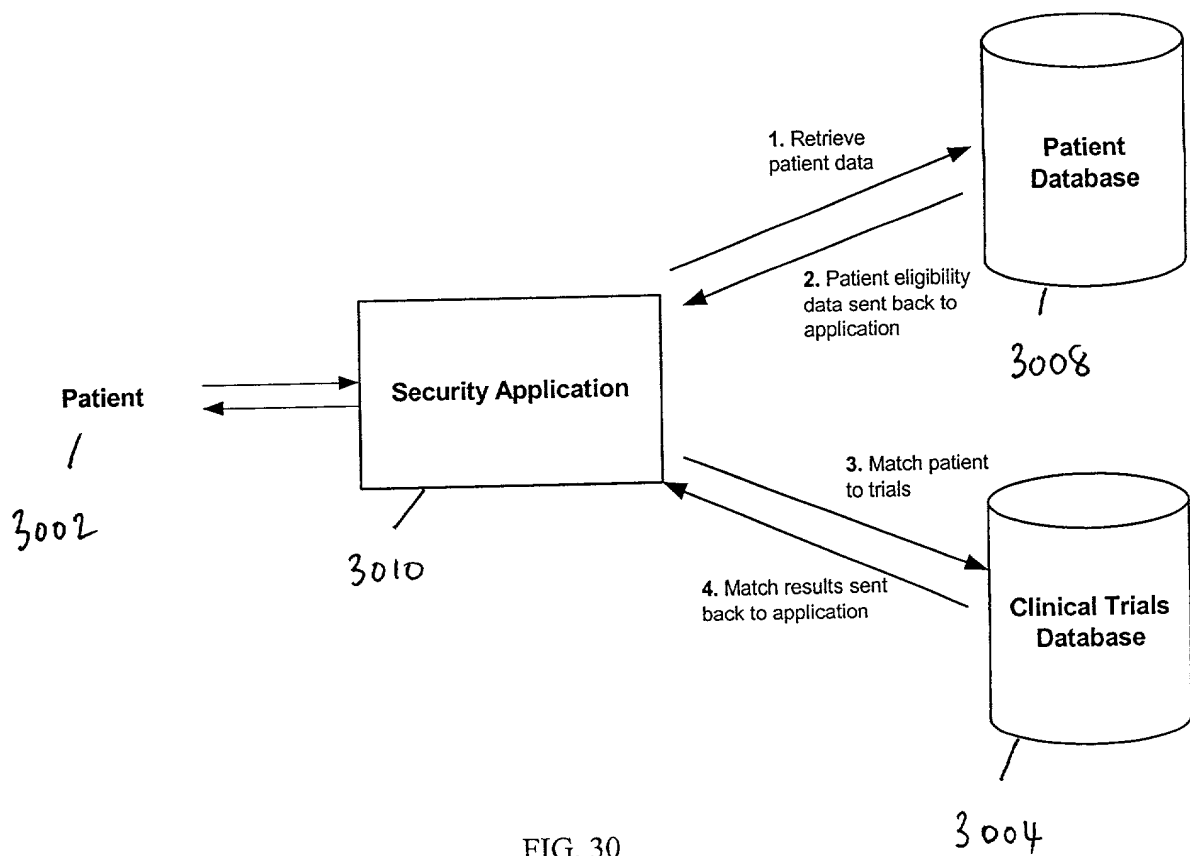 1. Retrieve
patient data
Patient
Database
2. Patient eligibility
data sent back to
application
3008
Patient
3002
Security Application
3010
3. Match patient
to trials
4. Match results sent
back to application
Clinical Trials
Database
3004
FIG. 30